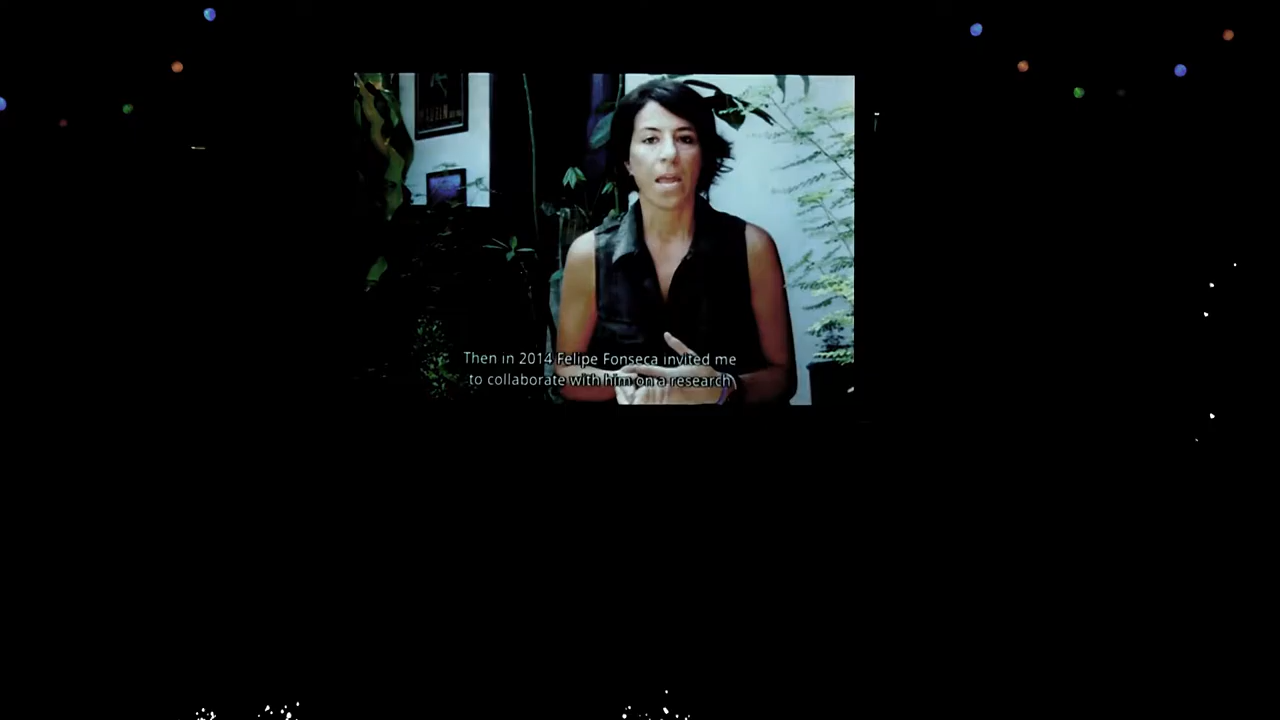 Then in 2014 Felipe Fonseca invited me
to collaborate with him on a research